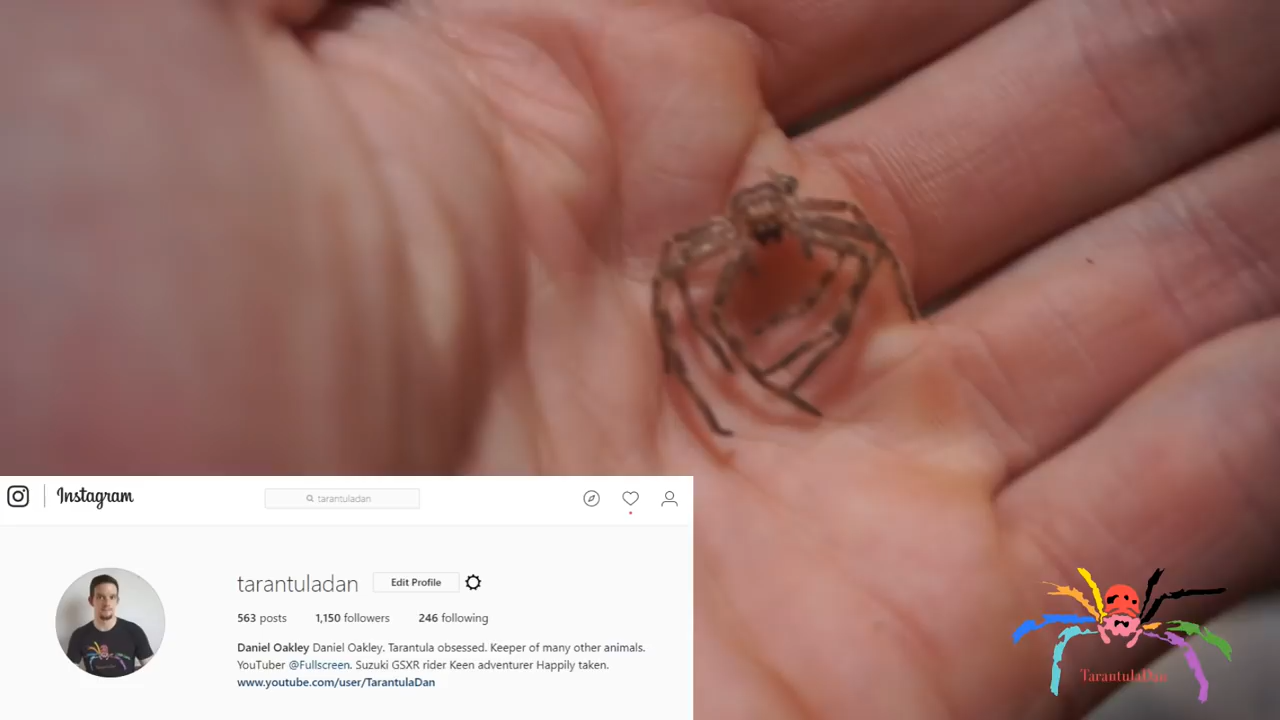 Instagram
tarantuladan
tarantuladan Edit Profile
563 posts 1,150 followers 246 following
Daniel Oakley Daniel Oakley. Tarantula obsessed. Keeper of many other animals.
YouTuber @Fullscreen. Suzuki GSXR rider Keen adventurer Happily taken.
www.youtube.com/user/TarantulaDan
TarantulaDan